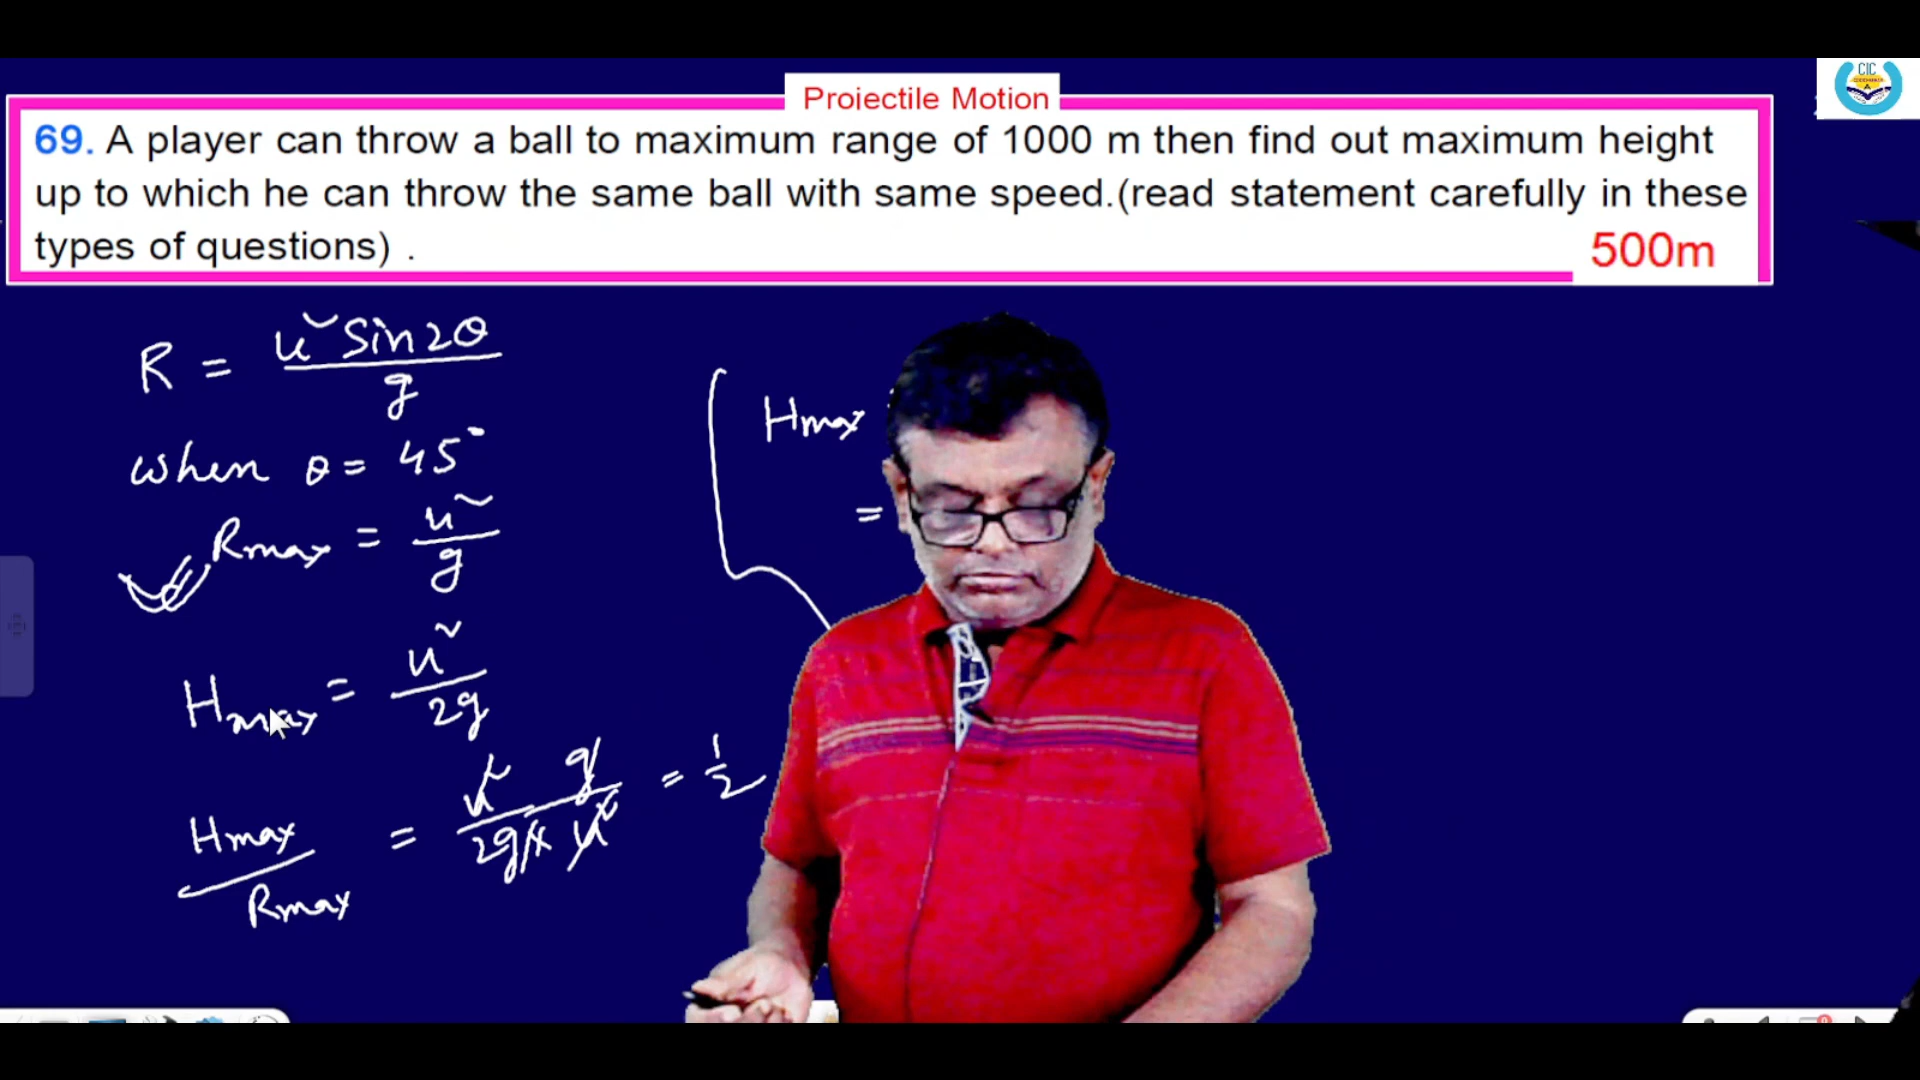 CIC
Projectile Motion
69. A player can throw a ball to maximum range of 1000 m then find out maximum height
up to which he can throw the same ball with same speed.(read statement carefully in these
types of questions) .
500m
R = u² Sin2θ / g
when θ = 45°
Rmax = u² / g
Hmax = u² / 2g
Hmax / Rmax = u² g / 2g × u² = 1/2
Hmax
=